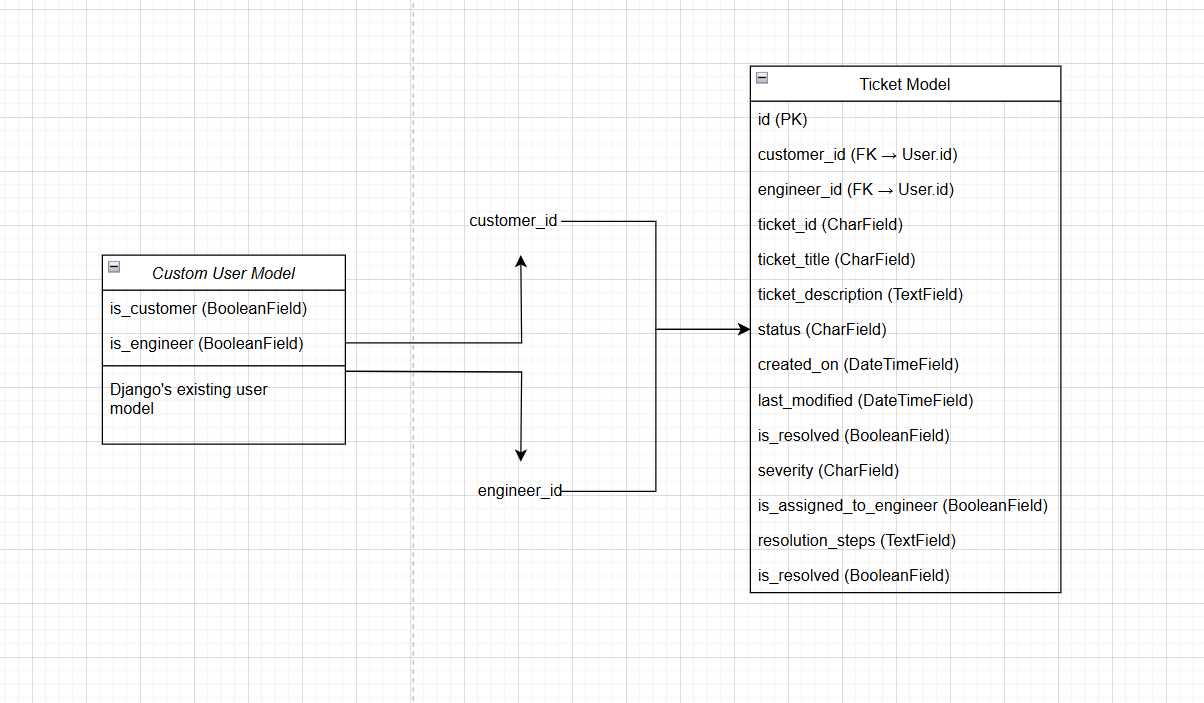 Custom User Model
is_customer (BooleanField)
is_engineer (BooleanField)
Django's existing user
model
customer_id
engineer_id
Ticket Model
id (PK)
customer_id (FK → User.id)
engineer_id (FK → User.id)
ticket_id (CharField)
ticket_title (CharField)
ticket_description (TextField)
status (CharField)
created_on (DateTimeField)
last_modified (DateTimeField)
is_resolved (BooleanField)
severity (CharField)
is_assigned_to_engineer (BooleanField)
resolution_steps (TextField)
is_resolved (BooleanField)